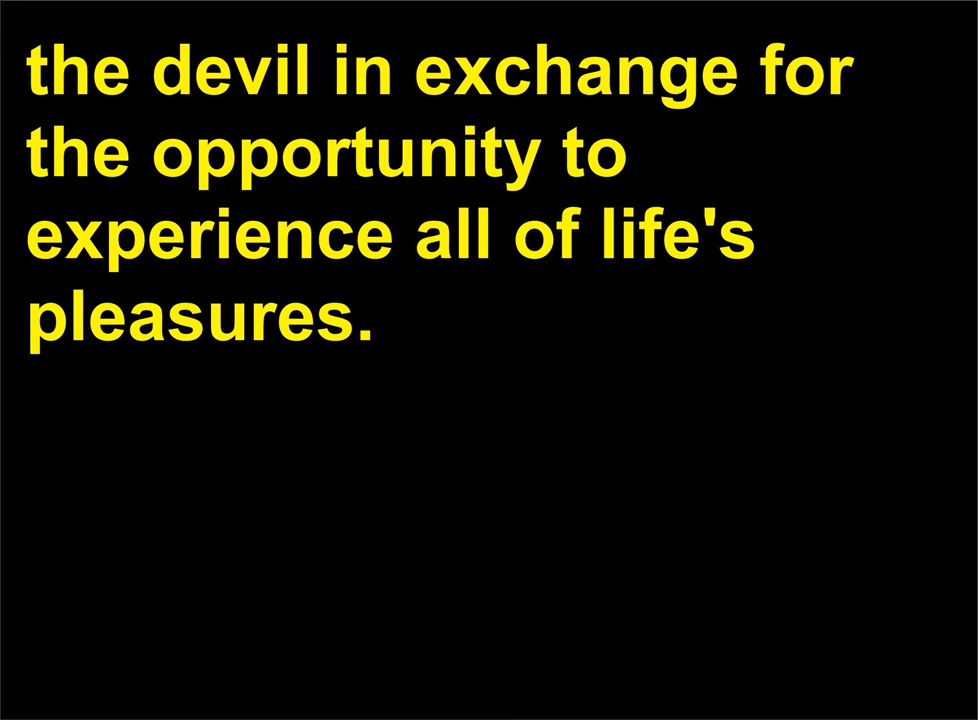 the devil in exchange for
the opportunity to
experience all of life's
pleasures.